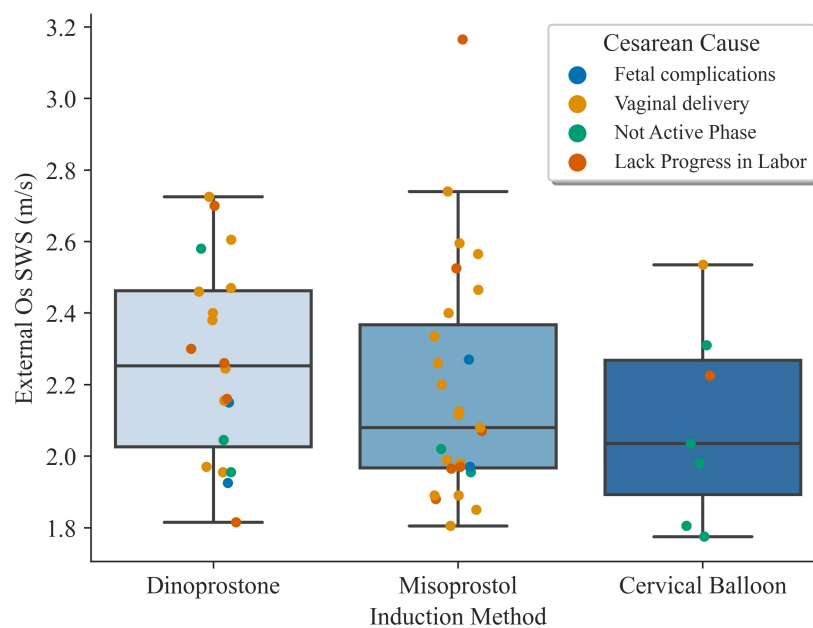 3.2
3.0
2.8
2.6
2.4
2.2
2.0
1.8
External Os SWS (m/s)
Cesarean Cause
Fetal complications
Vaginal delivery
Not Active Phase
Lack Progress in Labor
Dinoprostone
Misoprostol
Cervical Balloon
Induction Method